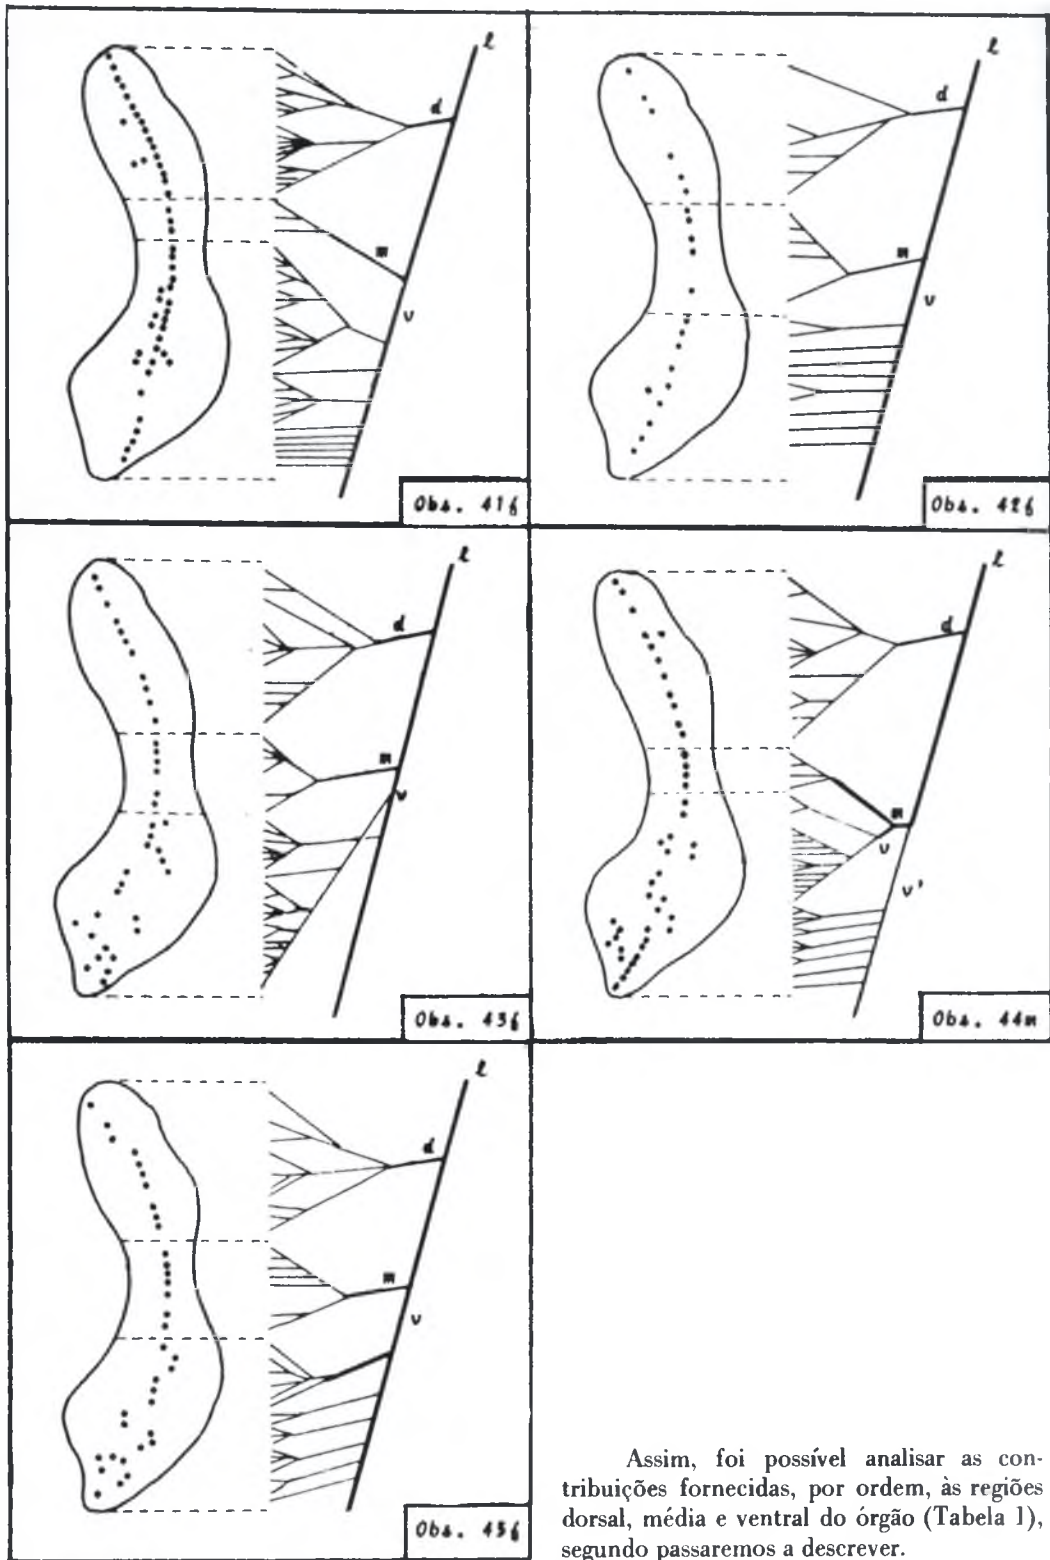 l
d
m
v
Obs. 41f
l
d
m
v
Obs. 42f
l
d
m
v
Obs. 43f
l
d
m
v
v'
Obs. 44m
l
d
m
v
Obs. 45f
Assim, foi possível analisar as con-
tribuições fornecidas, por ordem, às regiões
dorsal, média e ventral do órgão (Tabela 1),
segundo passaremos a descrever.